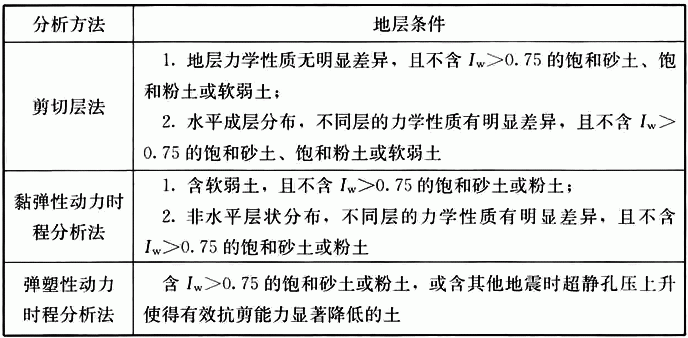 分析方法
地层条件
剪切层法
1. 地层力学性质无明显差异，且不含 Iw＞0.75 的饱和砂土、饱
和粉土或软弱土；
2. 水平成层分布，不同层的力学性质有明显差异，且不含 Iw＞
0.75 的饱和砂土、饱和粉土或软弱土
黏弹性动力时
程分析法
1. 含软弱土，且不含 Iw＞0.75 的饱和砂土或粉土；
2. 非水平层状分布，不同层的力学性质有明显差异，且不含
Iw＞0.75 的饱和砂土或粉土
弹塑性动力
时程分析法
含 Iw＞0.75 的饱和砂土或粉土，或含其他地震时超静孔压上升
使得有效抗剪能力显著降低的土